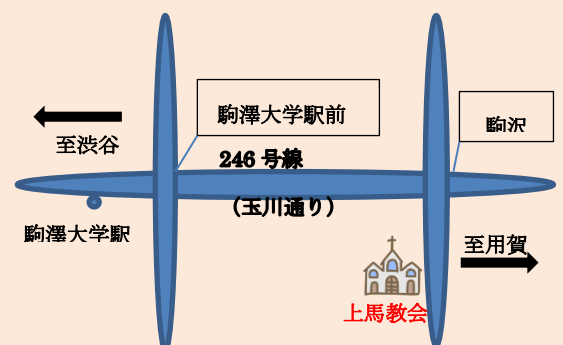 駒澤大学駅前
駒沢
至渋谷
246 号線
(玉川通り)
駒澤大学駅
至用賀
上馬教会